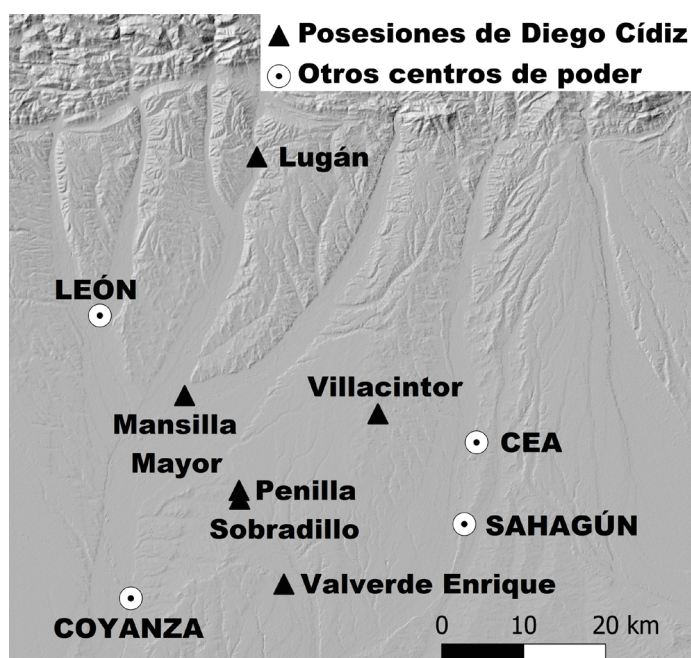 Posesiones de Diego Cídiz
Otros centros de poder
Lugán
LEÓN
Villacintor
Mansilla
Mayor
CEA
Penilla
Sobradillo
SAHAGÚN
Valverde Enrique
COYANZA
0 10 20 km